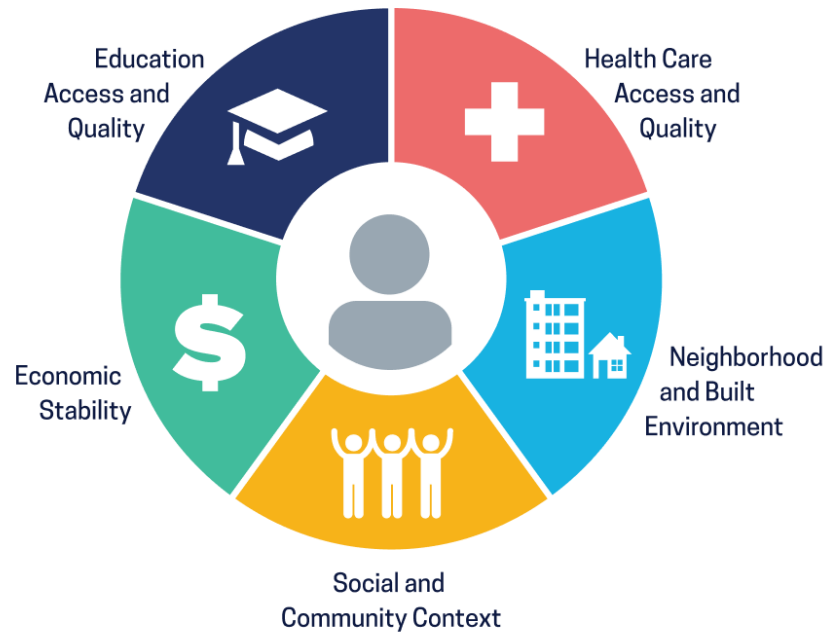 Education
Access and
Quality
Health Care
Access and
Quality
Economic
Stability
Neighborhood
and Built
Environment
Social and
Community Context